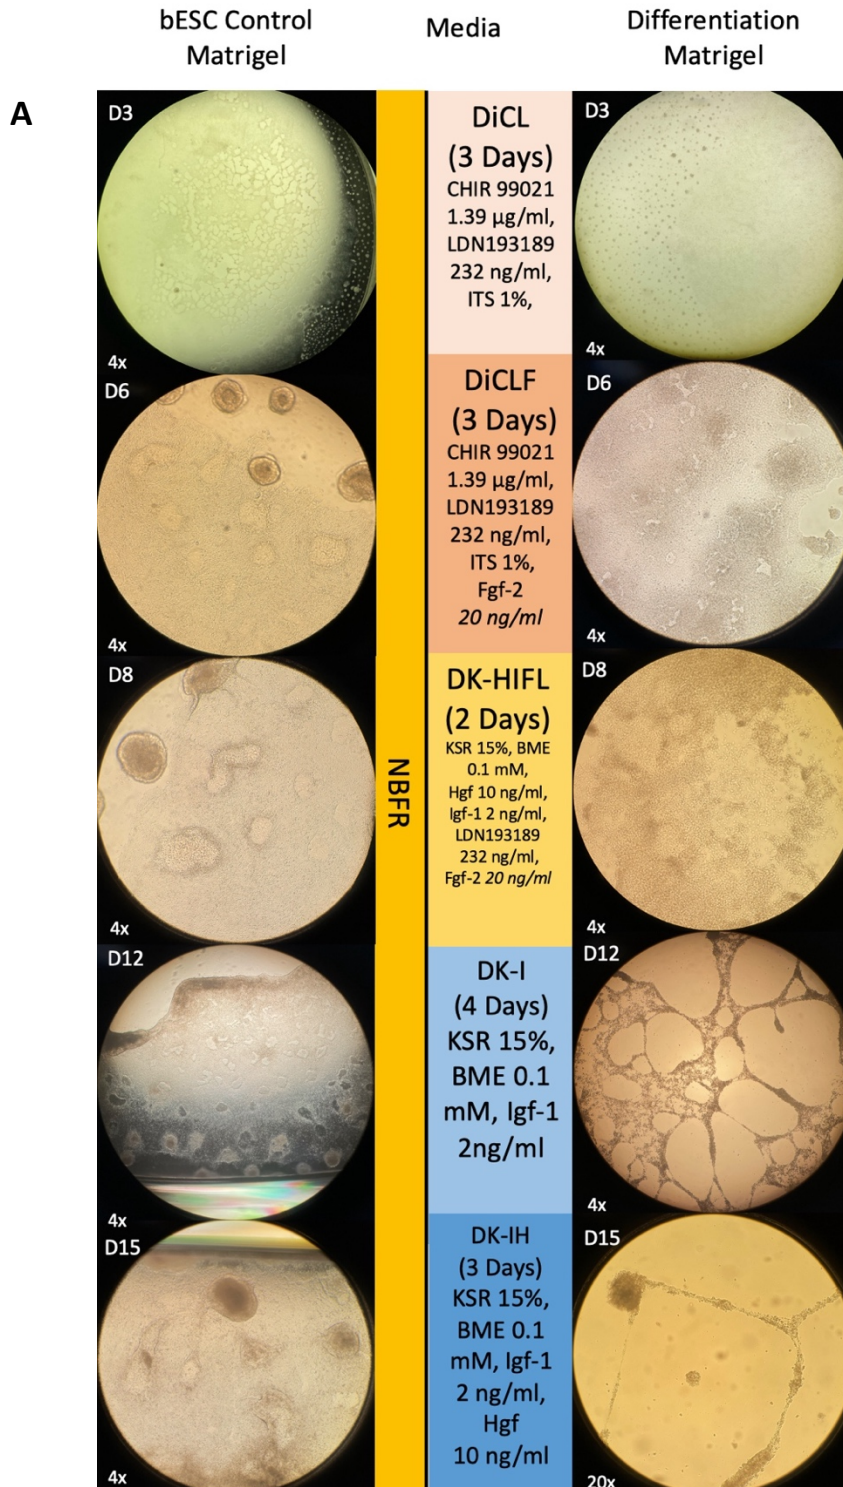 bESC Control
Matrigel
Media
Differentiation
Matrigel
A
D3
4x
D6
4x
D8
4x
D12
4x
D15
4x
NBFR
DiCL
(3 Days)
CHIR 99021
1.39 µg/ml,
LDN193189
232 ng/ml,
ITS 1%,
DiCLF
(3 Days)
CHIR 99021
1.39 µg/ml,
LDN193189
232 ng/ml,
ITS 1%,
Fgf-2
20 ng/ml
DK-HIFL
(2 Days)
KSR 15%, BME
0.1 mM,
Hgf 10 ng/ml,
Igf-1 2 ng/ml,
LDN193189
232 ng/ml,
Fgf-2 20 ng/ml
DK-I
(4 Days)
KSR 15%,
BME 0.1
mM, Igf-1
2ng/ml
DK-IH
(3 Days)
KSR 15%,
BME 0.1
mM, Igf-1
2 ng/ml,
Hgf
10 ng/ml
D3
4x
D6
4x
D8
4x
D12
4x
D15
20x